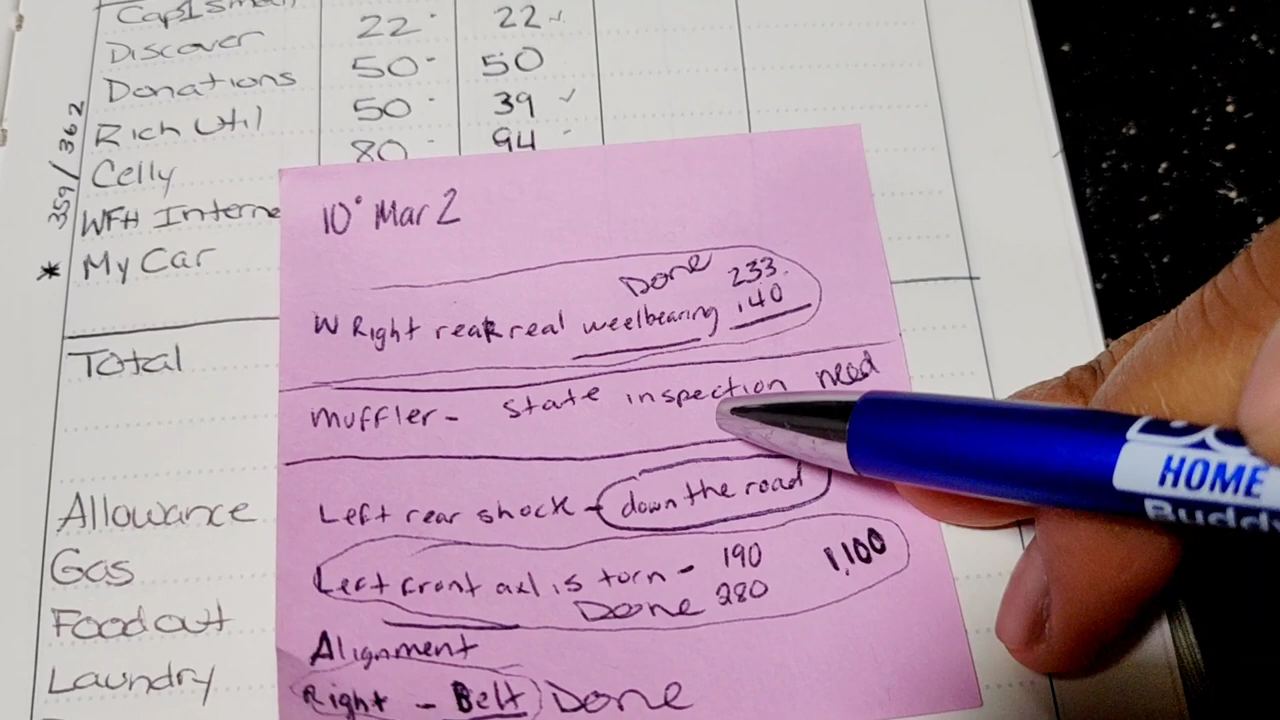 Discover 22 22
Donations 50 50
Rich Util 50 39
Celly 80 94
WFH Interne
* My Car
359/362
Total
Allowance
Gas
Food out
Laundry
10 Mar 2
Done 233.
W Right rear real weelbearing 140
Muffler - State inspection need
Left rear shock - down the road
Left front axl is torn - 190 1,100
Done 280
Alignment
Right - Belt Done
HOME
Buddy